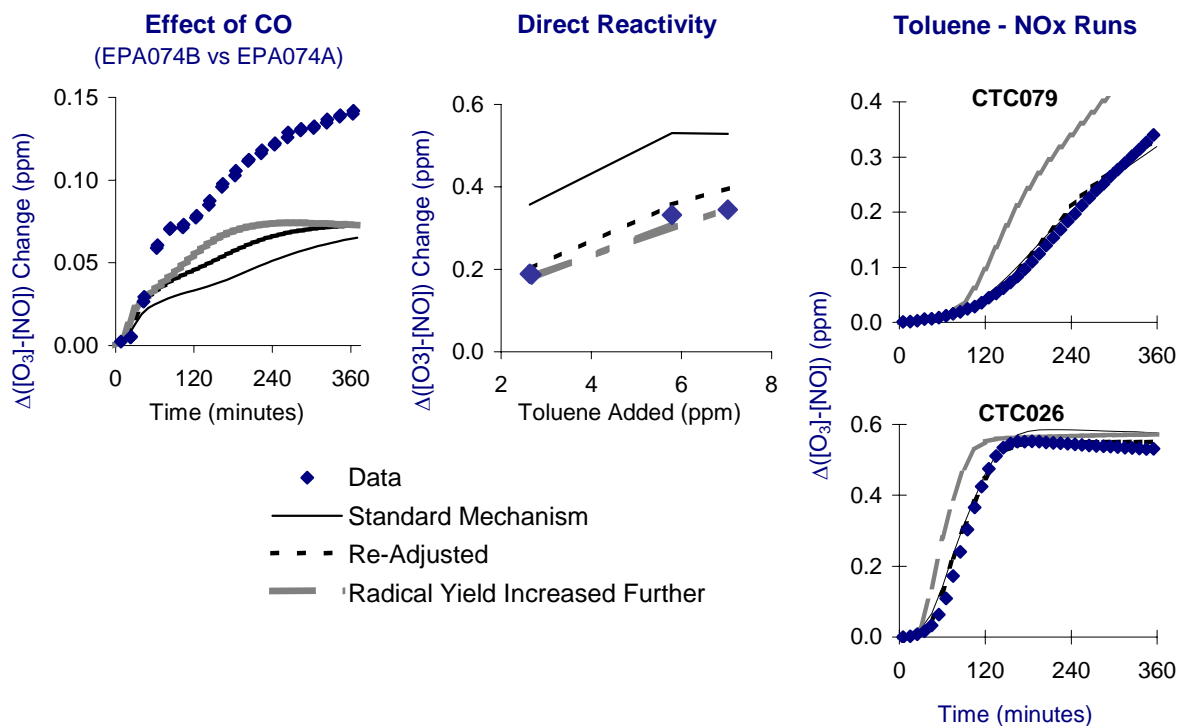 Effect of CO
(EPA074B vs EPA074A)
Δ([O₃]-[NO]) Change (ppm)
0.15
0.10
0.05
0.00
0 120 240 360
Time (minutes)
Direct Reactivity
Δ([O3]-[NO]) Change (ppm)
0.6
0.4
0.2
0.0
2 4 6 8
Toluene Added (ppm)
Toluene - NOx Runs
Δ([O₃]-[NO]) (ppm)
CTC079
0.4
0.3
0.2
0.1
0.0
0 120 240 360
CTC026
0.6
0.4
0.2
0.0
0 120 240 360
Time (minutes)
Data
Standard Mechanism
Re-Adjusted
Radical Yield Increased Further